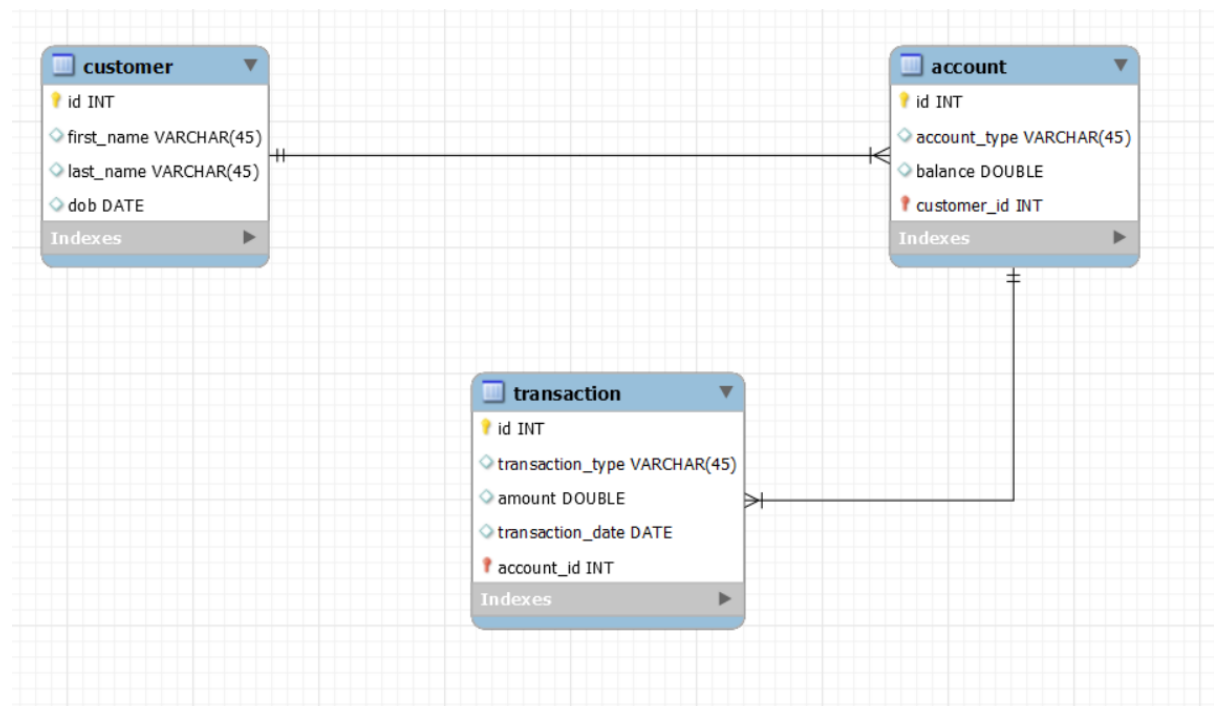 customer
id INT
first_name VARCHAR(45)
last_name VARCHAR(45)
dob DATE
Indexes
account
id INT
account_type VARCHAR(45)
balance DOUBLE
customer_id INT
Indexes
transaction
id INT
transaction_type VARCHAR(45)
amount DOUBLE
transaction_date DATE
account_id INT
Indexes